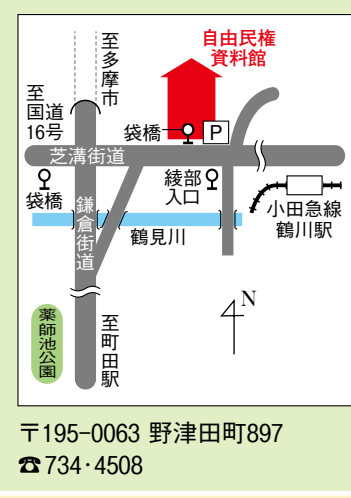 至多摩市
自由民権
資料館
至
国道
16号
袋橋
P
芝溝街道
袋橋
綾部
入口
鎌倉街道
鶴見川
小田急線
鶴川駅
薬師池公園
至町田駅
N
〒195-0063 野津田町897
☎734・4508